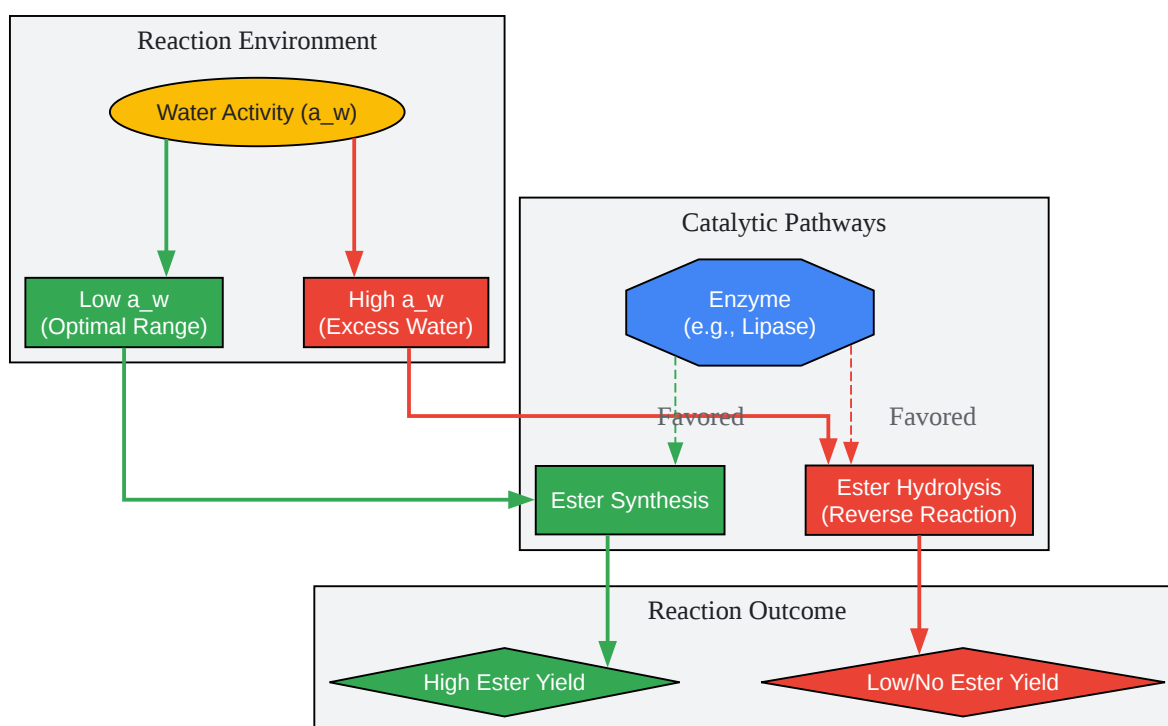 Reaction Environment
Water Activity (a_w)
Low a_w
(Optimal Range)
High a_w
(Excess Water)
Catalytic Pathways
Enzyme
(e.g., Lipase)
Favored
Favored
Ester Synthesis
Ester Hydrolysis
(Reverse Reaction)
Reaction Outcome
High Ester Yield
Low/No Ester Yield